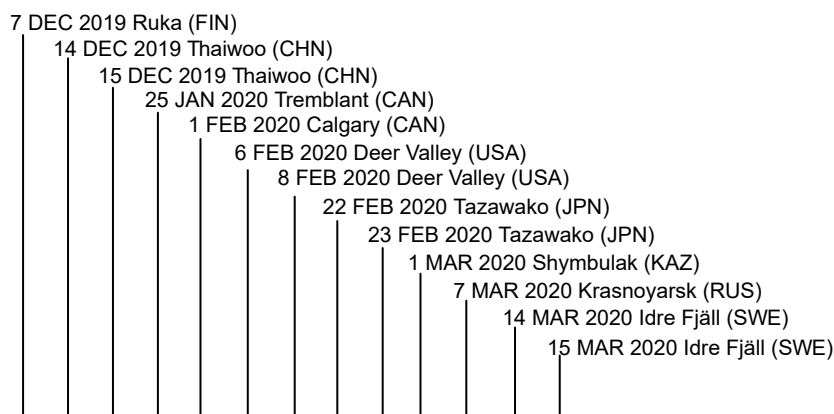 7 DEC 2019 Ruka (FIN)
14 DEC 2019 Thaiwoo (CHN)
15 DEC 2019 Thaiwoo (CHN)
25 JAN 2020 Tremblant (CAN)
1 FEB 2020 Calgary (CAN)
6 FEB 2020 Deer Valley (USA)
8 FEB 2020 Deer Valley (USA)
22 FEB 2020 Tazawako (JPN)
23 FEB 2020 Tazawako (JPN)
1 MAR 2020 Shymbulak (KAZ)
7 MAR 2020 Krasnoyarsk (RUS)
14 MAR 2020 Idre Fjäll (SWE)
15 MAR 2020 Idre Fjäll (SWE)